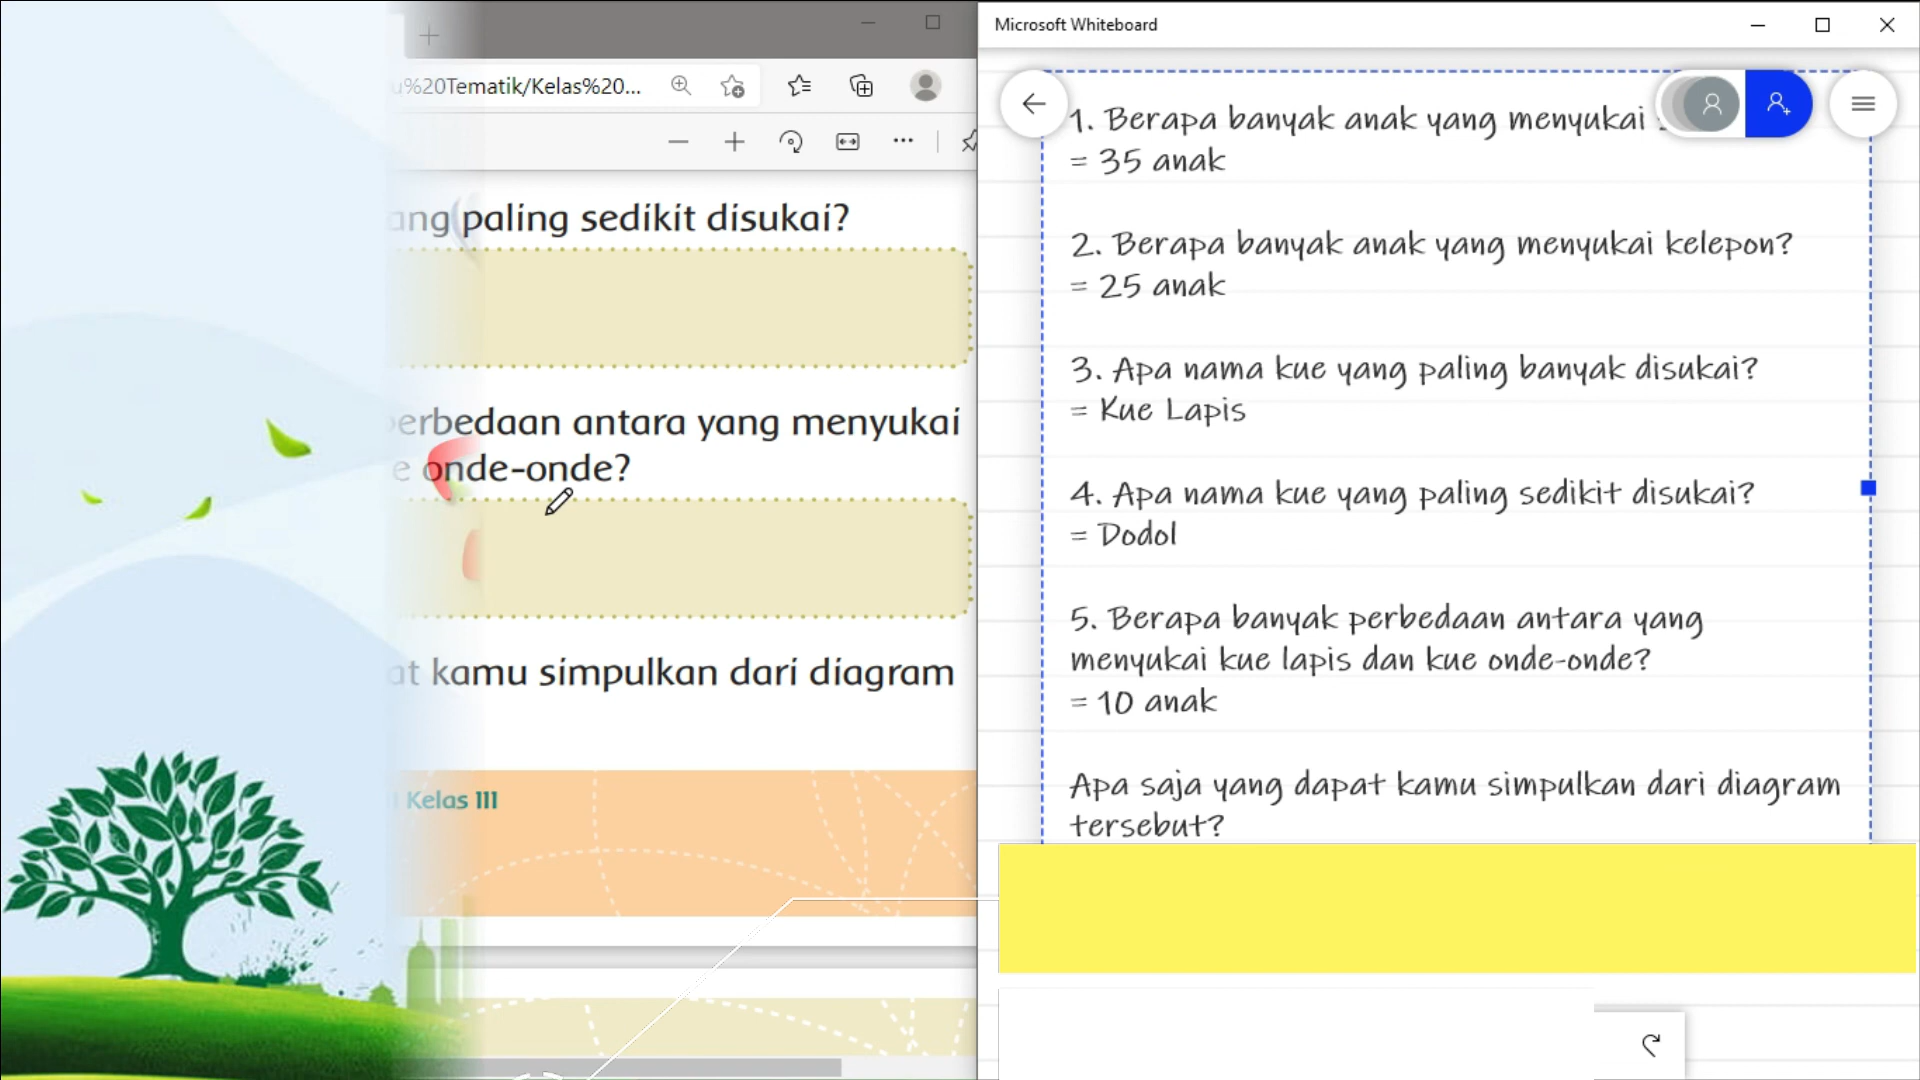 u%20Tematik/Kelas%20...
ang paling sedikit disukai?
perbedaan antara yang menyukai
e onde-onde?
at kamu simpulkan dari diagram
Kelas III
Microsoft Whiteboard
1. Berapa banyak anak yang menyukai
= 35 anak
2. Berapa banyak anak yang menyukai kelepon?
= 25 anak
3. Apa nama kue yang paling banyak disukai?
= Kue Lapis
4. Apa nama kue yang paling sedikit disukai?
= Dodol
5. Berapa banyak perbedaan antara yang
menyukai kue lapis dan kue onde-onde?
= 10 anak
Apa saja yang dapat kamu simpulkan dari diagram
tersebut?